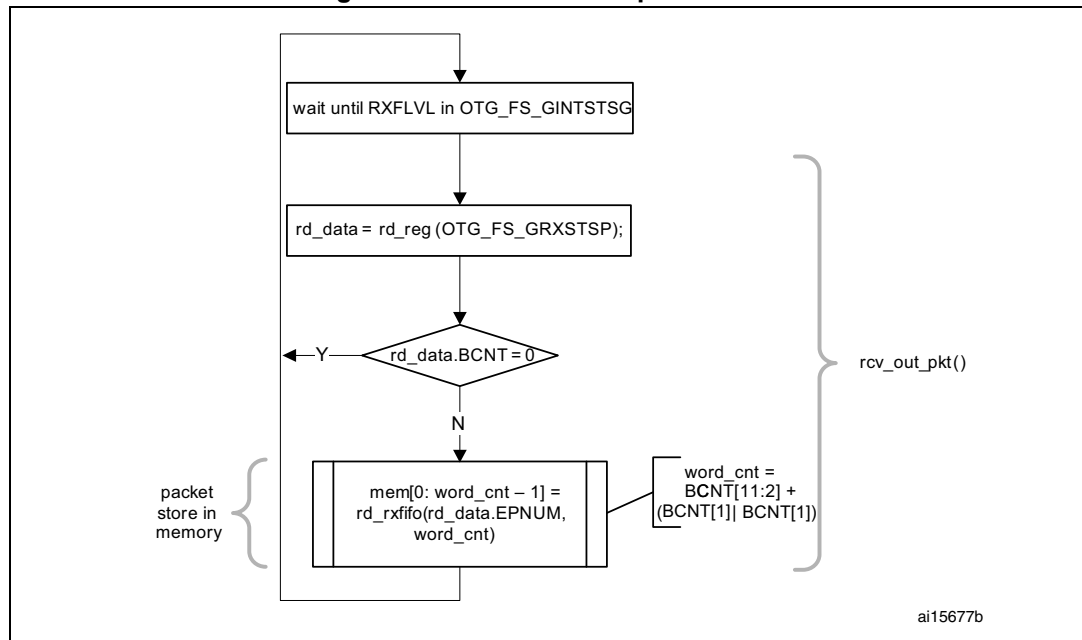 wait until RXFLVL in OTG_FS_GINTSTSG
rd_data = rd_reg (OTG_FS_GRXSTSP);
Y
rd_data.BCNT = 0
rcv_out_pkt()
N
packet
store in
memory
mem[0: word_cnt – 1] =
rd_rxfifo(rd_data.EPNUM,
word_cnt)
word_cnt =
BCNT[11:2] +
(BCNT[1] | BCNT[1])
ai15677b